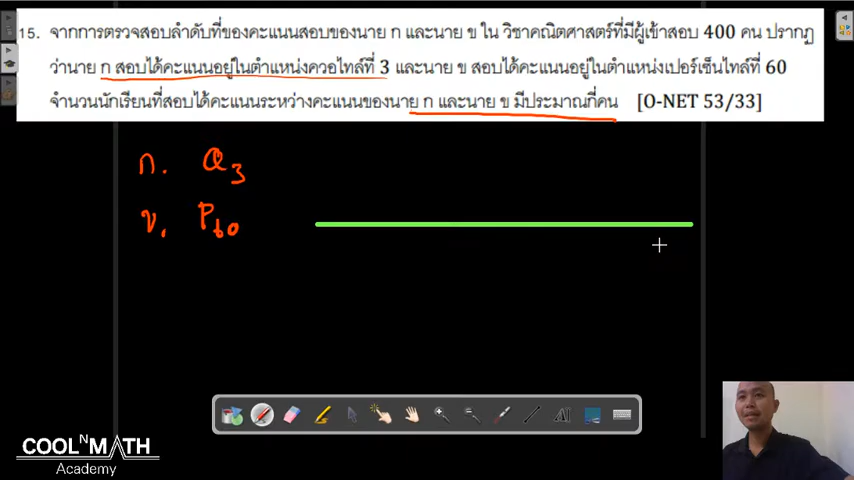 15. จากการตรวจสอบลำดับที่ของคะแนนสอบของนาย ก และนาย ข ใน วิชาคณิตศาสตร์ที่มีผู้เข้าสอบ 400 คน ปรากฏ
ว่านาย ก สอบได้คะแนนอยู่ในตำแหน่งควอไทล์ที่ 3 และนาย ข สอบได้คะแนนอยู่ในตำแหน่งเปอร์เซ็นไทล์ที่ 60
จำนวนนักเรียนที่สอบได้คะแนนระหว่างคะแนนของนาย ก และนาย ข มีประมาณกี่คน [O-NET 53/33]
ก. Q3
ข. P60
COOL N MATH
Academy